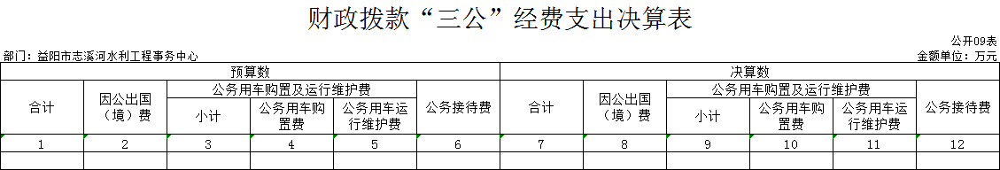 财政拨款“三公”经费支出决算表
公开09表
部门：益阳市志溪河水利工程事务中心 金额单位：万元
预算数 决算数
合计 因公出国（境）费 公务用车购置及运行维护费 公务接待费 合计 因公出国（境）费 公务用车购置及运行维护费 公务接待费
小计 公务用车购置费 公务用车运行维护费 小计 公务用车购置费 公务用车运行维护费
1 2 3 4 5 6 7 8 9 10 11 12